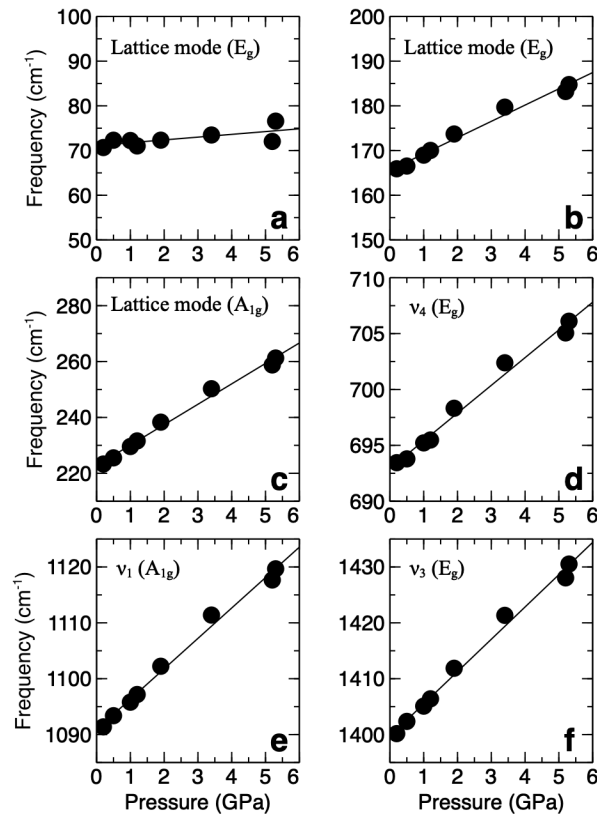 Frequency (cm-1)
100
90
80
70
60
50
Lattice mode (Eg)
a
0 1 2 3 4 5 6
200
190
180
170
160
150
Lattice mode (Eg)
b
0 1 2 3 4 5 6
Frequency (cm-1)
280
260
240
220
Lattice mode (A1g)
c
0 1 2 3 4 5 6
710
705
700
695
690
ν4 (Eg)
d
0 1 2 3 4 5 6
Frequency (cm-1)
1120
1110
1100
1090
ν1 (A1g)
e
0 1 2 3 4 5 6
Pressure (GPa)
1430
1420
1410
1400
ν3 (Eg)
f
0 1 2 3 4 5 6
Pressure (GPa)